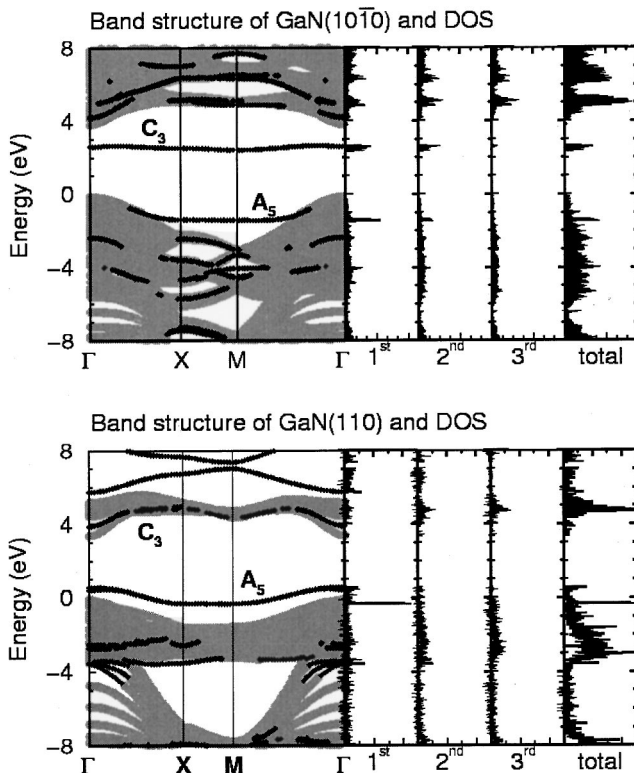 Band structure of GaN(101̅0) and DOS
8
4
0
−4
−8
Energy (eV)
C₃
A₅
Γ X M Γ 1ˢᵗ 2ⁿᵈ 3ʳᵈ total
Band structure of GaN(110) and DOS
8
4
0
−4
−8
Energy (eV)
C₃
A₅
Γ X M Γ 1ˢᵗ 2ⁿᵈ 3ʳᵈ total